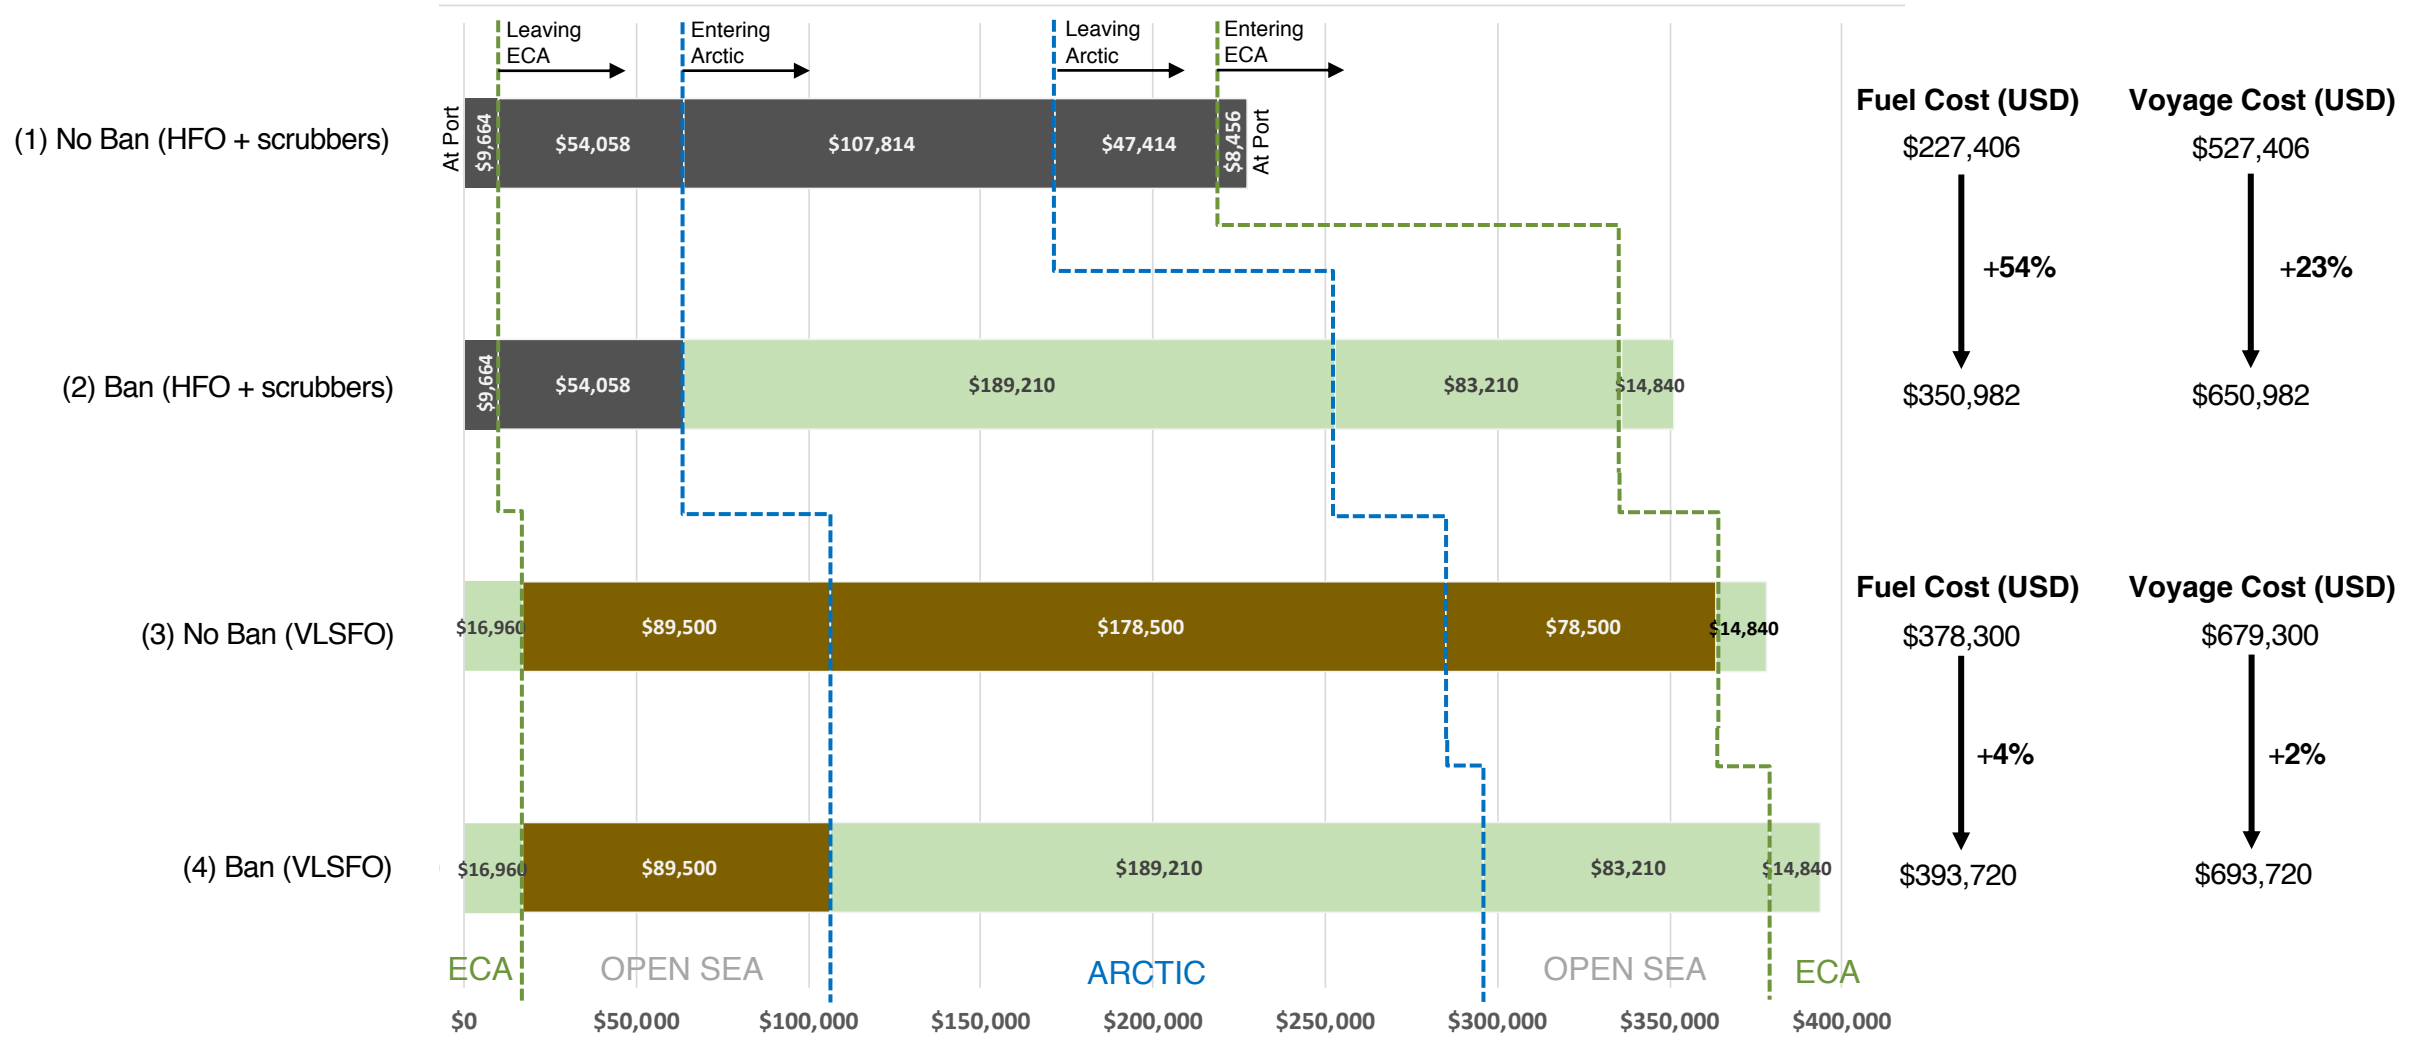 Leaving
ECA
Entering
Arctic
Leaving
Arctic
Entering
ECA
Fuel Cost (USD)
Voyage Cost (USD)
(1) No Ban (HFO + scrubbers)
At Port
$9,664
$54,058
$107,814
$47,414
$8,456
At Port
$227,406
$527,406
+54%
+23%
(2) Ban (HFO + scrubbers)
$9,664
$54,058
$189,210
$83,210
$14,840
$350,982
$650,982
Fuel Cost (USD)
Voyage Cost (USD)
(3) No Ban (VLSFO)
$16,960
$89,500
$178,500
$78,500
$14,840
$378,300
$679,300
+4%
+2%
(4) Ban (VLSFO)
$16,960
$89,500
$189,210
$83,210
$14,840
$393,720
$693,720
ECA
OPEN SEA
ARCTIC
OPEN SEA
ECA
$0
$50,000
$100,000
$150,000
$200,000
$250,000
$300,000
$350,000
$400,000